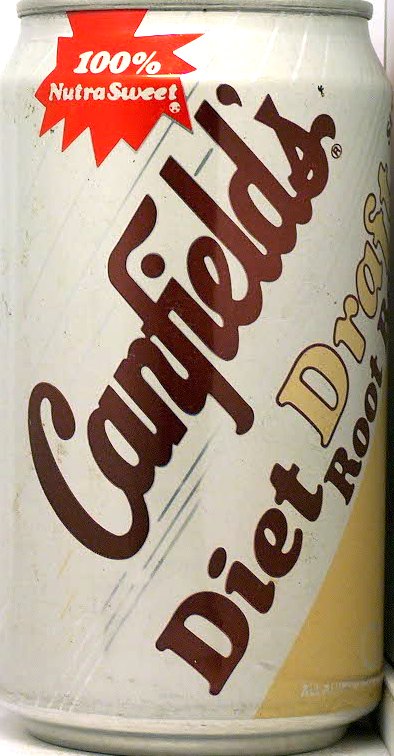 100%
NutraSweet®
Canfield's®
Diet Draft
Root